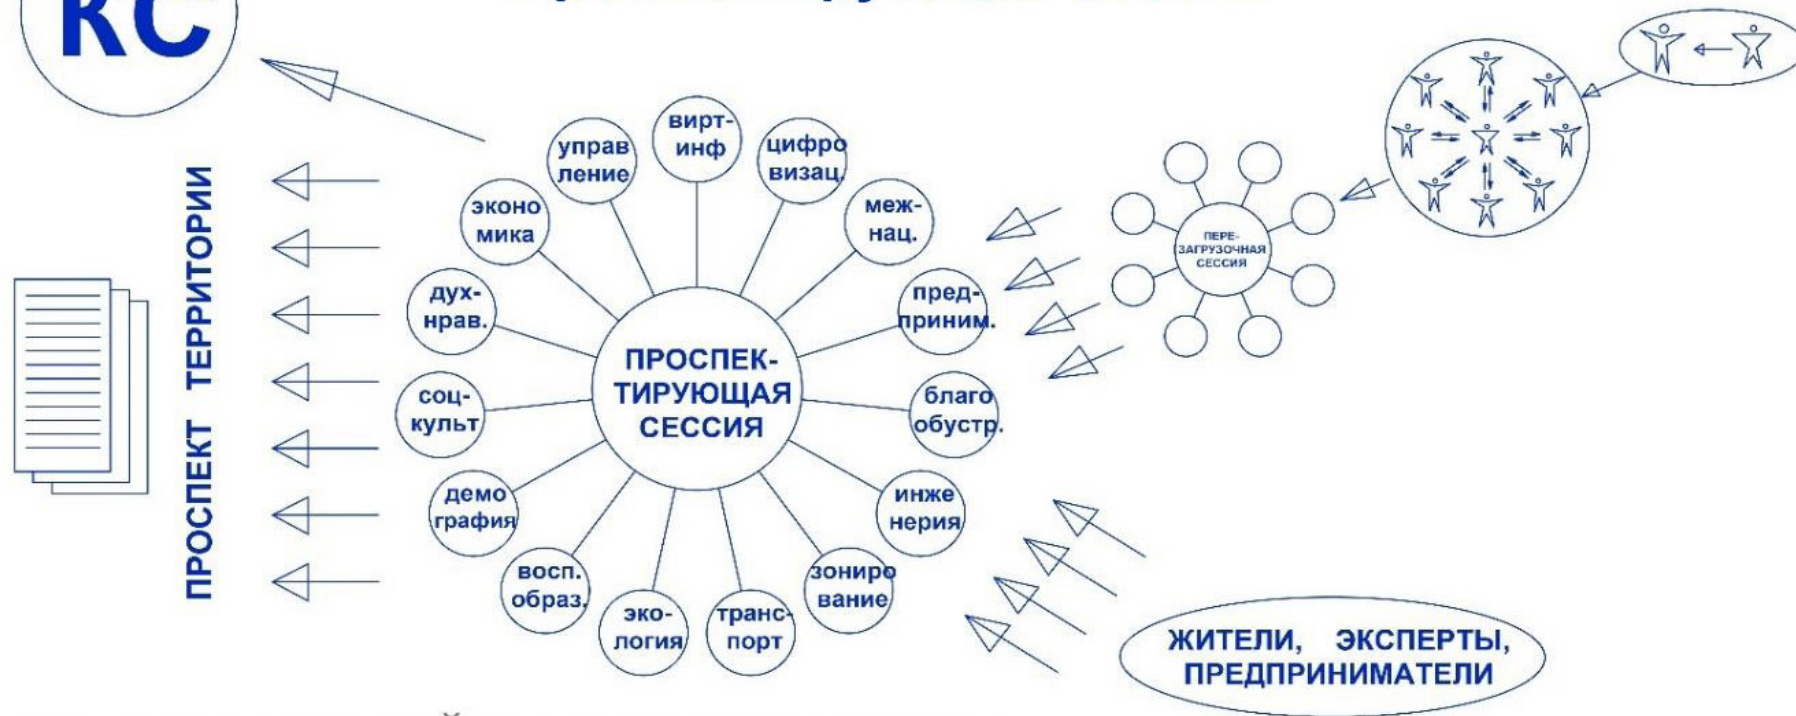 КС
вирт-
инф
управ
ление
цифро
визац.
эконо
мика
меж-
нац.
дух-
нрав.
пред-
приним.
соц-
культ
благо
обустр.
демо
графия
инже
нерия
восп.
образ.
зониро
вание
эко-
логия
транс-
порт
ПРОСПЕК-
ТИРУЮЩАЯ
СЕССИЯ
ПЕРЕ-
ЗАГРУЗОЧНАЯ
СЕССИЯ
ПРОСПЕКТ ТЕРРИТОРИИ
ЖИТЕЛИ, ЭКСПЕРТЫ,
ПРЕДПРИНИМАТЕЛИ